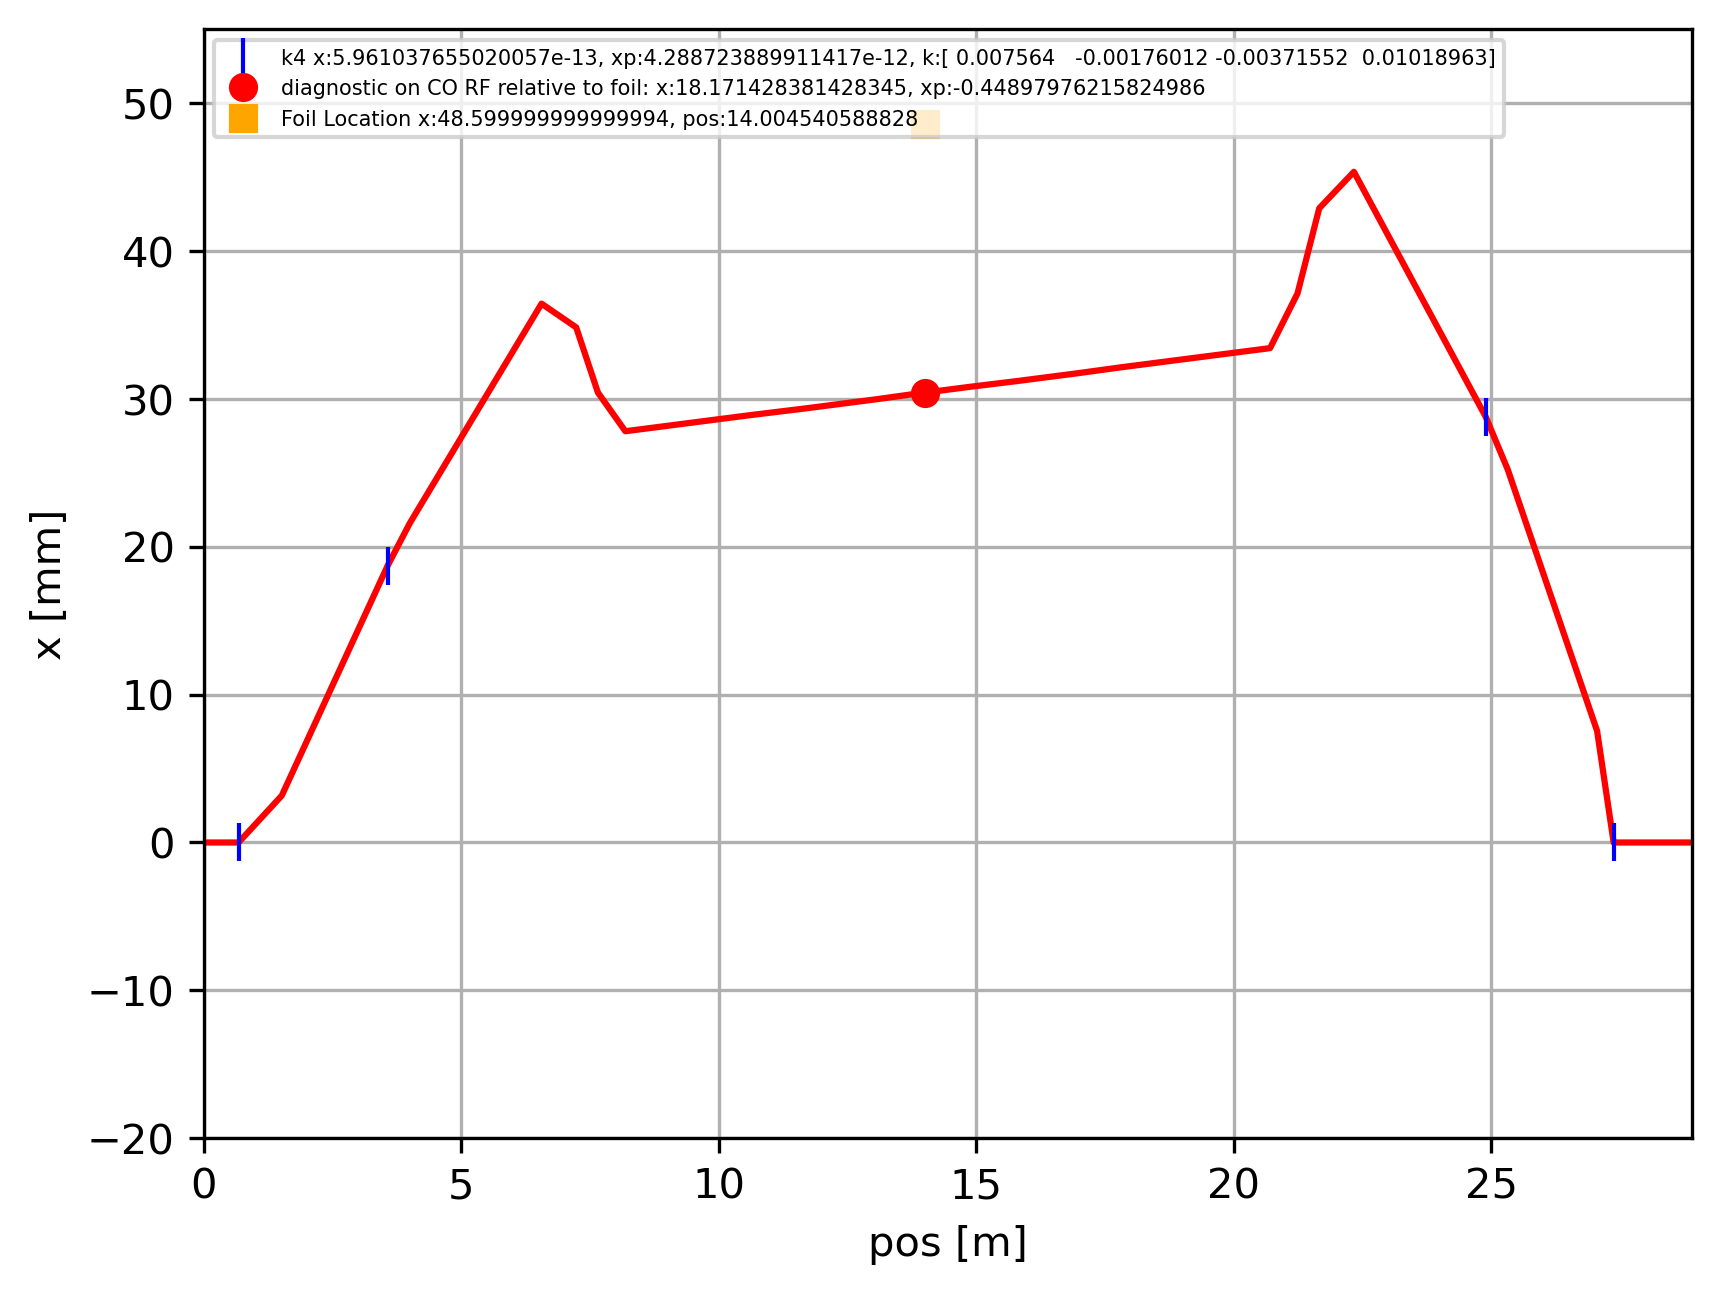 k4 x:5.961037655020057e-13, xp:4.288723889911417e-12, k:[ 0.007564   -0.00176012 -0.00371552  0.01018963]
diagnostic on CO RF relative to foil: x:18.171428381428345, xp:-0.44897976215824986
Foil Location x:48.599999999999994, pos:14.004540588828
50
40
30
20
10
0
−10
−20
x [mm]
0 5 10 15 20 25
pos [m]